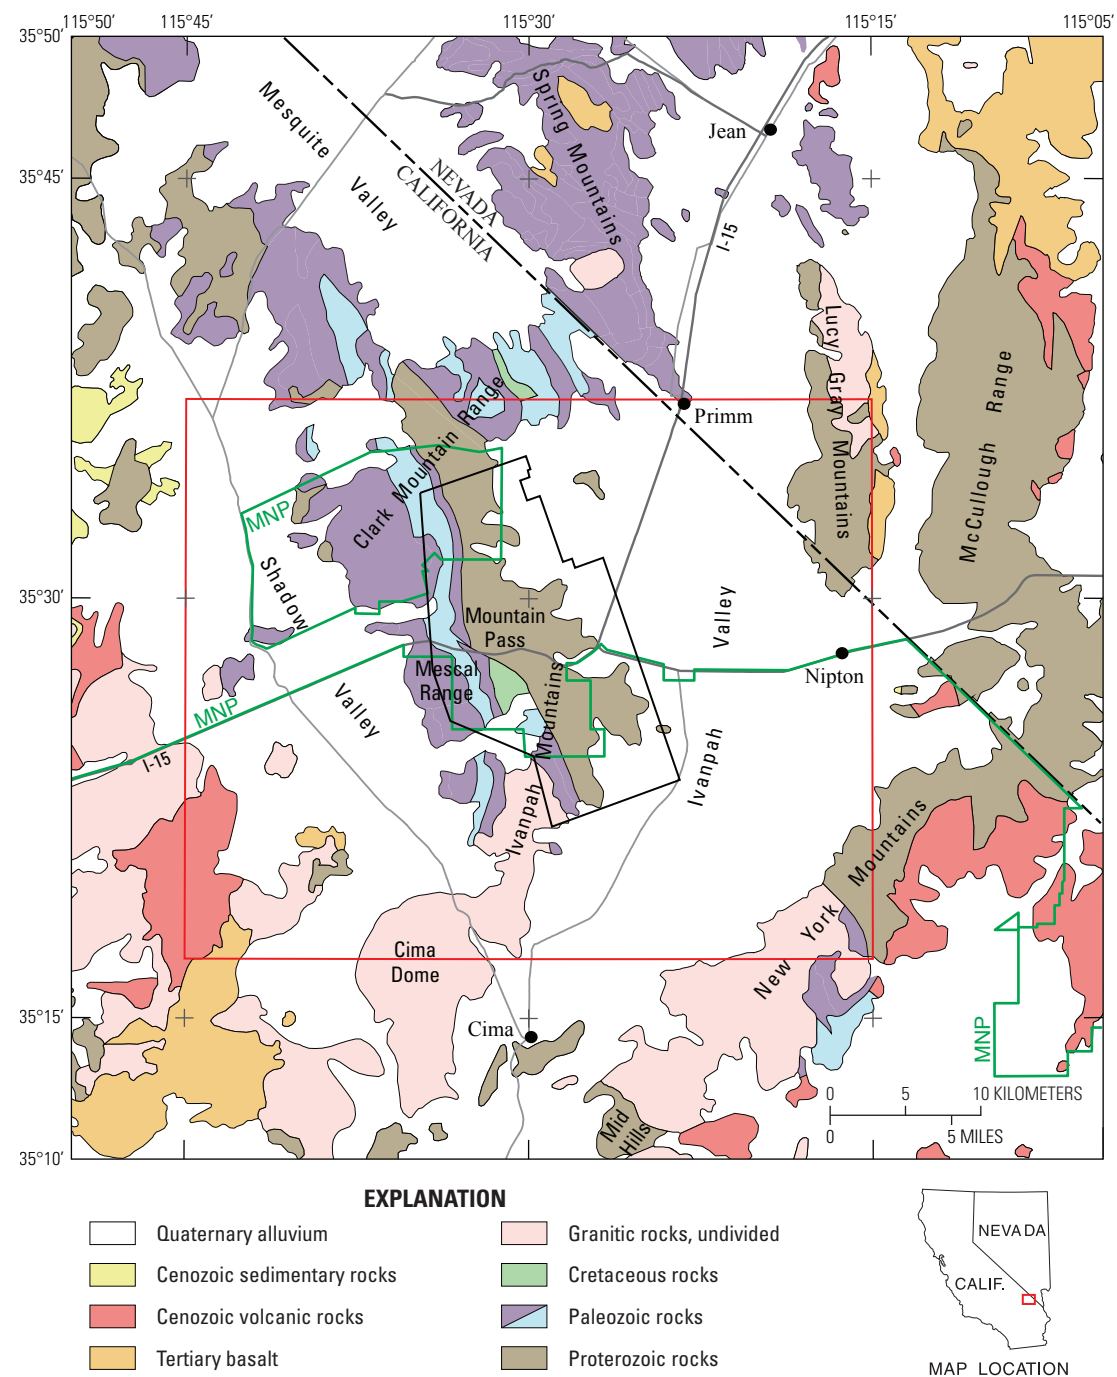 115°50'
115°45'
115°30'
115°15'
115°05'
35°50'
35°45'
35°30'
35°15'
35°10'
Mesquite
Valley
Spring Mountains
Jean
NEVADA
CALIFORNIA
I-15
Lucy Gray Mountains
McCullough Range
Primm
Clark Mountain Range
MNP
Shadow
Valley
Mountain
Pass
Mescal
Range
Ivanpah Mountains
Valley
Ivanpah
Nipton
MNP
I-15
New York Mountains
Cima
Dome
Cima
MNP
Mid
Hills
0 5 10 KILOMETERS
0 5 MILES
EXPLANATION
Quaternary alluvium
Cenozoic sedimentary rocks
Cenozoic volcanic rocks
Tertiary basalt
Granitic rocks, undivided
Cretaceous rocks
Paleozoic rocks
Proterozoic rocks
NEVADA
CALIF.
MAP LOCATION